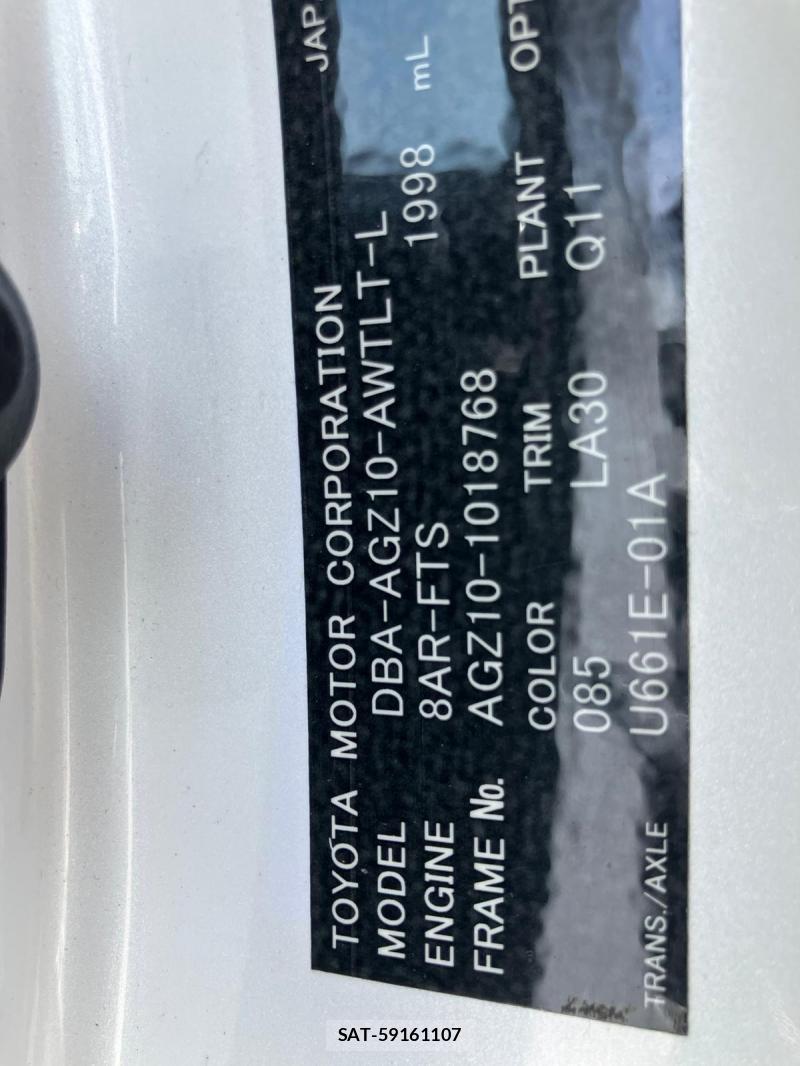 TOYOTA MOTOR CORPORATION JAP
MODEL DBA-AGZ10-AWTLT-L
ENGINE 8AR-FTS 1998 mL
FRAME No. AGZ10-1018768
COLOR TRIM PLANT OPT
085 LA30 Q11
TRANS./AXLE U661E-01A
SAT-59161107